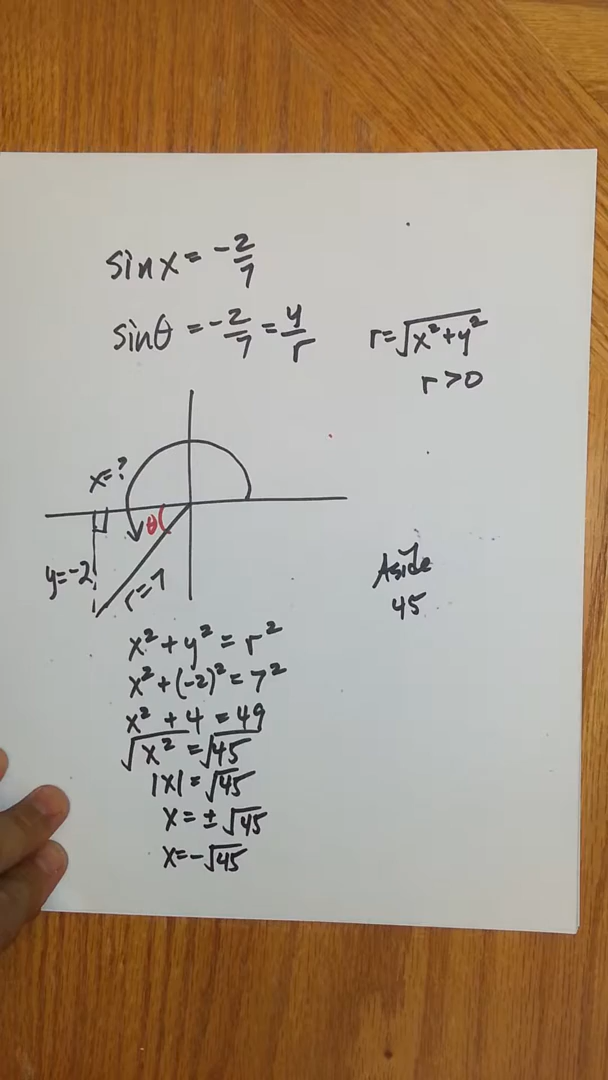 sinx = -2/7
sinθ = -2/7 = y/r
r = √(x² + y²)
r > 0
x = ?
θ
y = -2
r = 7
Aside
45
x² + y² = r²
x² + (-2)² = 7²
x² + 4 = 49
√x² = √45
|x| = √45
x = ± √45
x = -√45